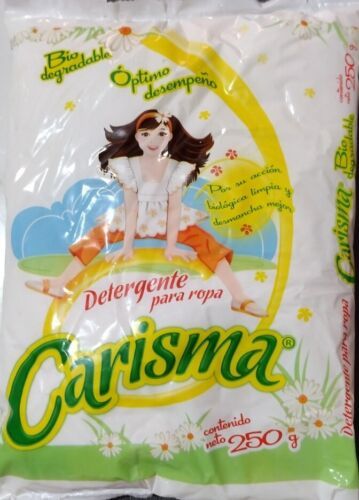 Bio
degradable
Óptimo
desempeño
Por su acción
biológica limpia y
desmancha mejor
Detergente
para ropa
Carisma®
contenido
neto 250 g
contenido
neto 250 g
Bio
degradable
Carisma
Detergente para ropa